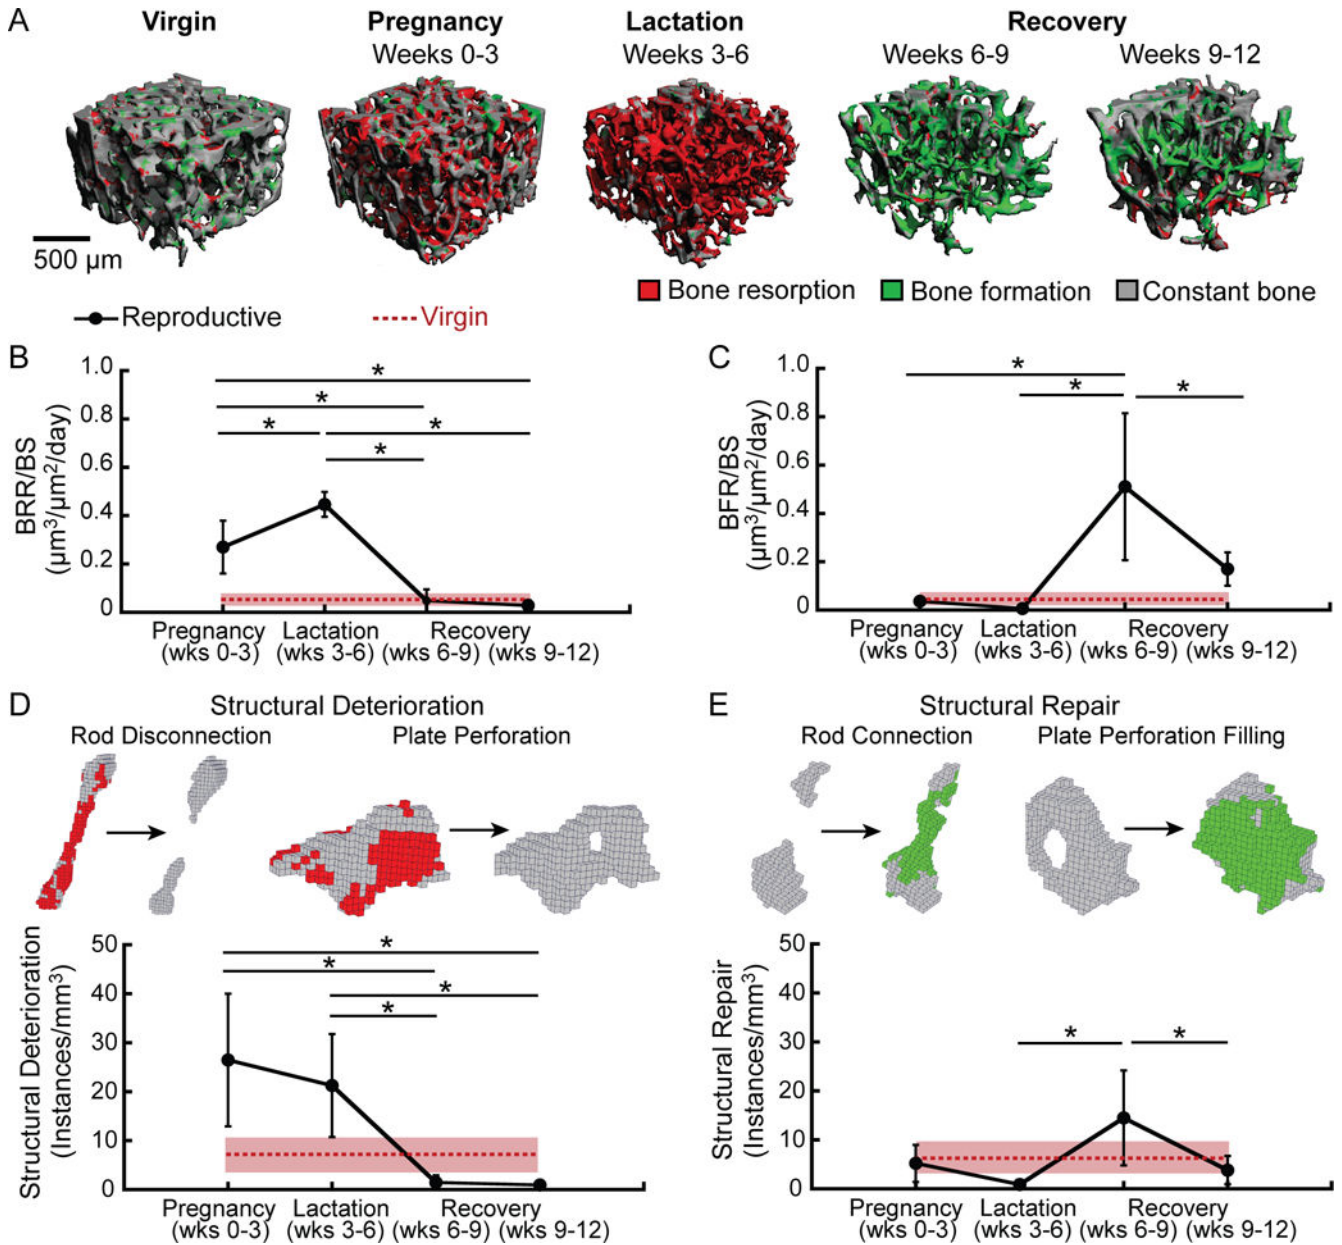 A
Virgin
Pregnancy
Weeks 0-3
Lactation
Weeks 3-6
Recovery
Weeks 6-9
Weeks 9-12
500 µm
Bone resorption
Bone formation
Constant bone
Reproductive
Virgin
B
BRR/BS
(µm³/µm²/day)
1.0
0.8
0.6
0.4
0.2
0
*
*
*
*
*
Pregnancy
(wks 0-3)
Lactation
(wks 3-6)
Recovery
(wks 6-9)
(wks 9-12)
C
BFR/BS
(µm³/µm²/day)
1.0
0.8
0.6
0.4
0.2
0
*
*
*
Pregnancy
(wks 0-3)
Lactation
(wks 3-6)
Recovery
(wks 6-9)
(wks 9-12)
D
Structural Deterioration
Rod Disconnection
Plate Perforation
Structural Deterioration
(Instances/mm³)
50
40
30
20
10
0
*
*
*
*
Pregnancy
(wks 0-3)
Lactation
(wks 3-6)
Recovery
(wks 6-9)
(wks 9-12)
E
Structural Repair
Rod Connection
Plate Perforation Filling
Structural Repair
(Instances/mm³)
50
40
30
20
10
0
*
*
Pregnancy
(wks 0-3)
Lactation
(wks 3-6)
Recovery
(wks 6-9)
(wks 9-12)